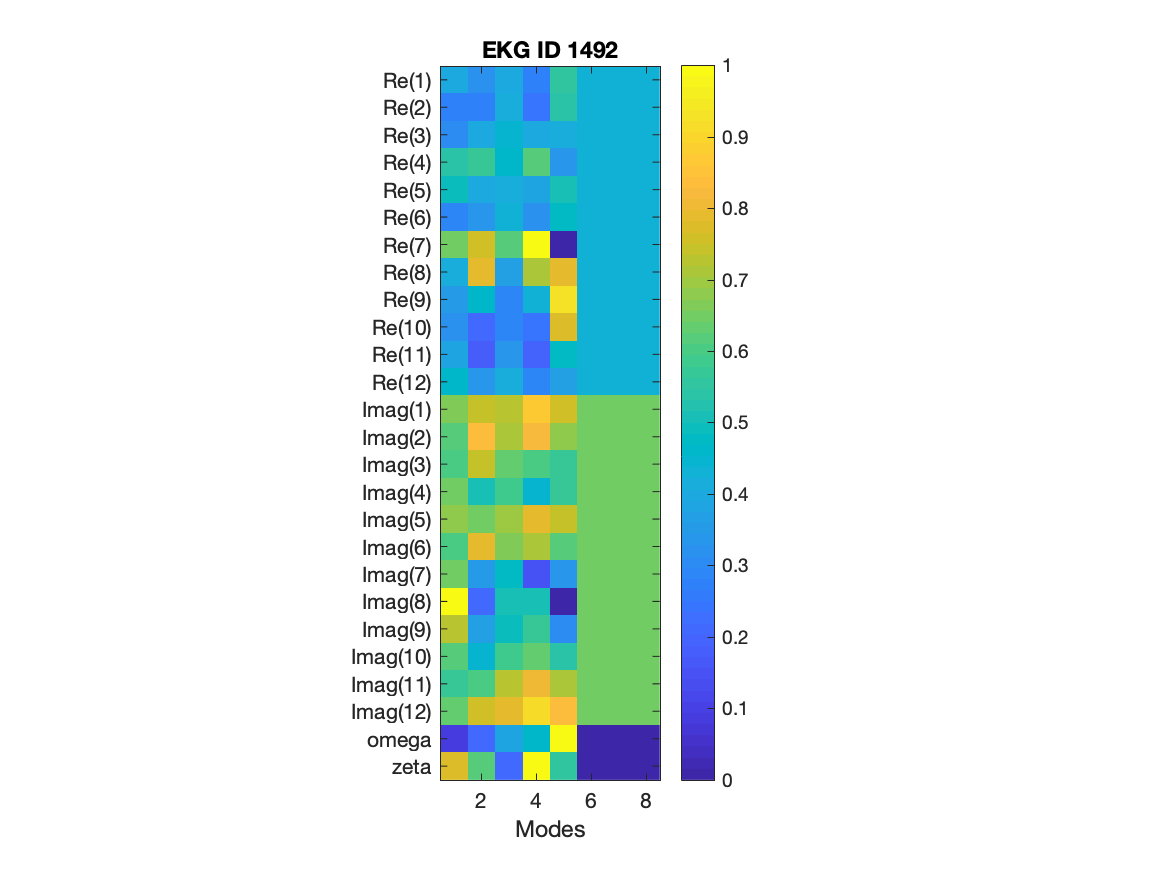 EKG ID 1492
Re(1)
Re(2)
Re(3)
Re(4)
Re(5)
Re(6)
Re(7)
Re(8)
Re(9)
Re(10)
Re(11)
Re(12)
Imag(1)
Imag(2)
Imag(3)
Imag(4)
Imag(5)
Imag(6)
Imag(7)
Imag(8)
Imag(9)
Imag(10)
Imag(11)
Imag(12)
omega
zeta
2 4 6 8
Modes
1
0.9
0.8
0.7
0.6
0.5
0.4
0.3
0.2
0.1
0